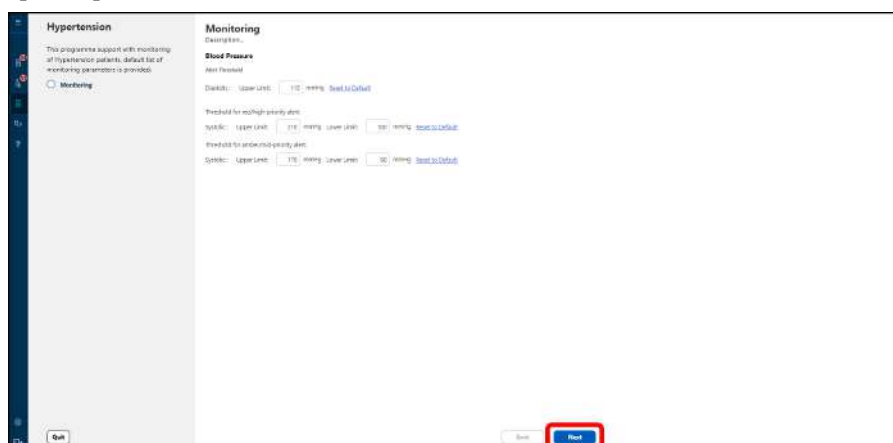 Hypertension
This programme support with monitoring
of Hypertension patients, default list of
monitoring parameters is provided.
Monitoring
Quit
Monitoring
Description...
Blood Pressure
Alert Threshold
Diastolic: Upper Limit: 110 mmHg Reset to Default
Threshold for red/high-priority alert
Systolic: Upper Limit: mmHg Lower Limit: 100 mmHg Reset to Default
Threshold for amber/mid-priority alert
Systolic: Upper Limit: 170 mmHg Lower Limit: mmHg Reset to Default
Next